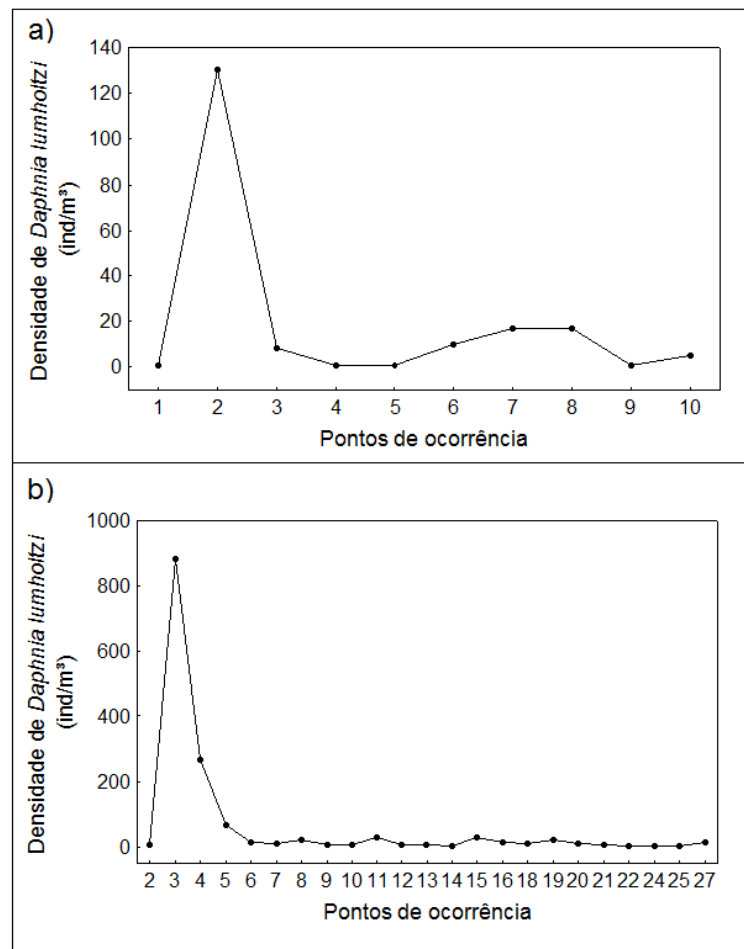 a)
Densidade de Daphnia lumholtzi
(ind/m³)
140
120
100
80
60
40
20
0
1 2 3 4 5 6 7 8 9 10
Pontos de ocorrência
b)
Densidade de Daphnia lumholtzi
(ind/m³)
1000
800
600
400
200
0
2 3 4 5 6 7 8 9 10 11 12 13 14 15 16 18 19 20 21 22 24 25 27
Pontos de ocorrência